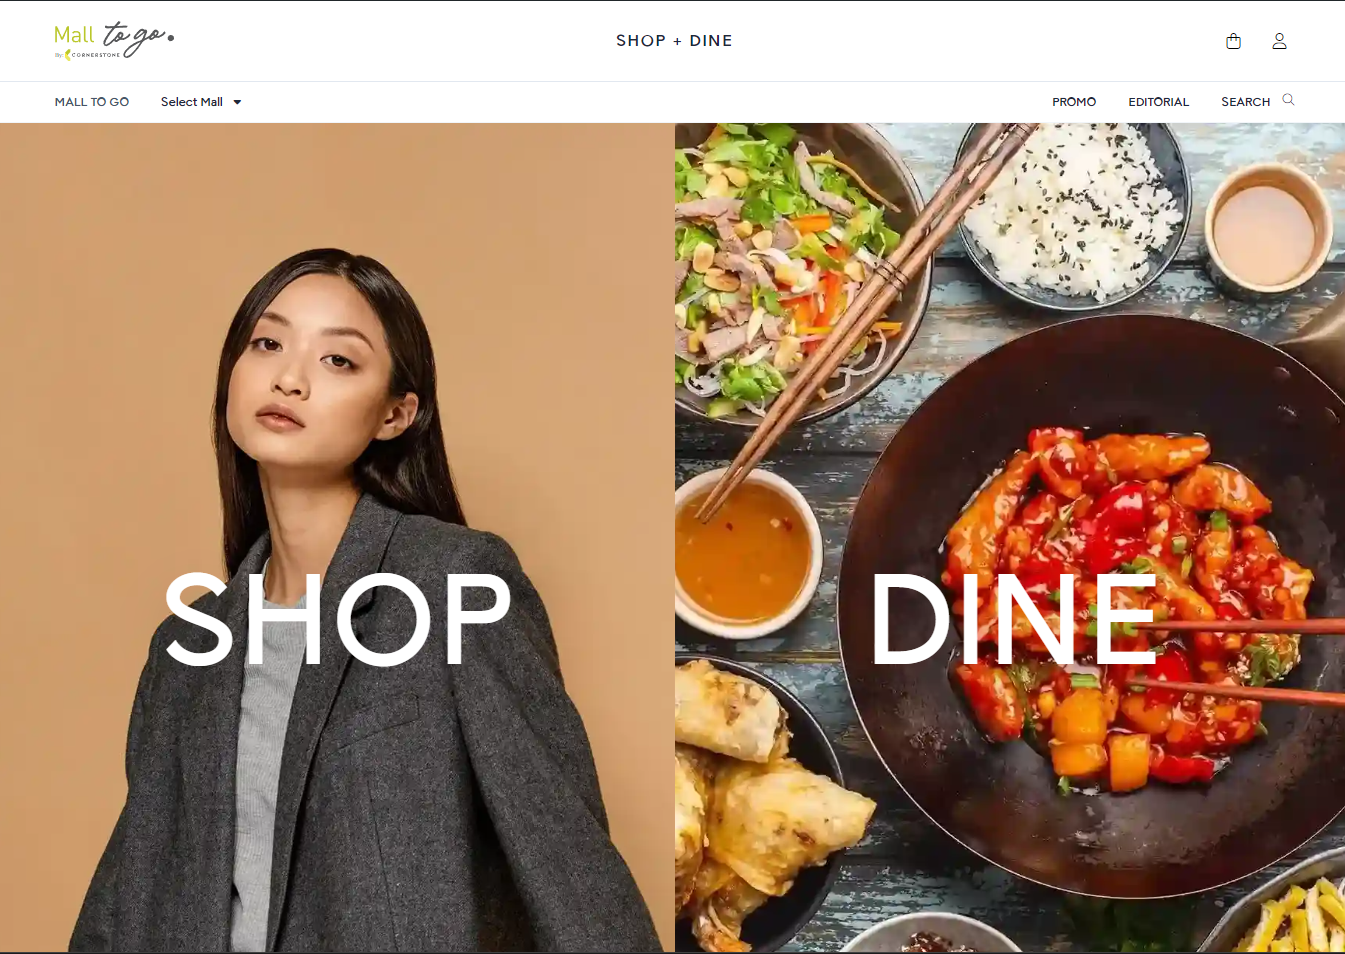 Mall to go.
By CORNERSTONE
SHOP + DINE
MALL TO GO
Select Mall
PROMO
EDITORIAL
SEARCH
SHOP
DINE